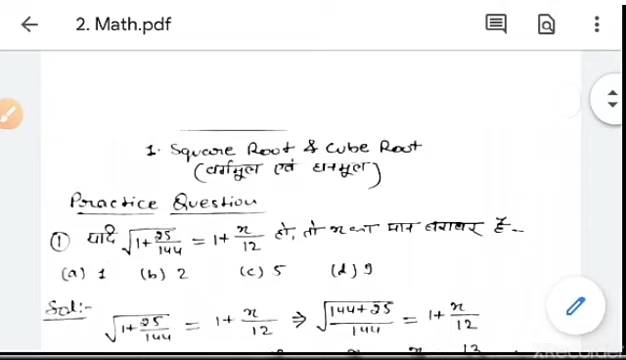 2. Math.pdf
1. Square Root & Cube Root
(वर्गमूल एवं घनमूल)
Practice Question
① यदि √(1+25/144) = 1+x/12 हो, तो x का मान बराबर है-
(a) 1 (b) 2 (c) 5 (d) 9
Sol:- √(1+25/144) = 1+x/12 ⇒ √((144+25)/144) = 1+x/12